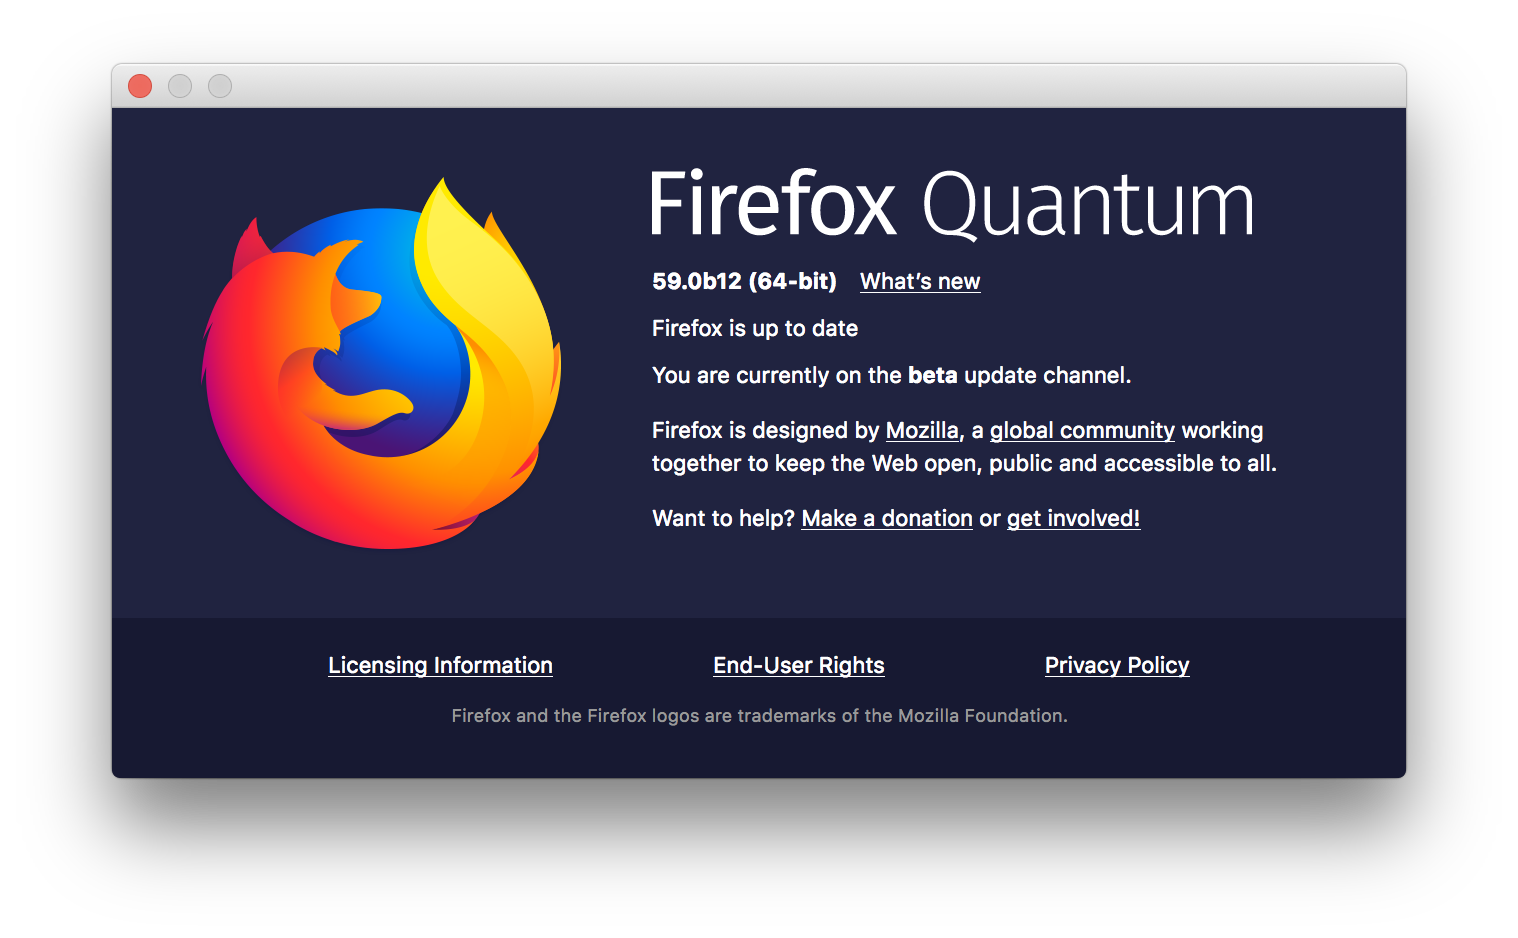 Firefox Quantum
59.0b12 (64-bit) What’s new
Firefox is up to date
You are currently on the beta update channel.
Firefox is designed by Mozilla, a global community working
together to keep the Web open, public and accessible to all.
Want to help? Make a donation or get involved!
Licensing Information End-User Rights Privacy Policy
Firefox and the Firefox logos are trademarks of the Mozilla Foundation.